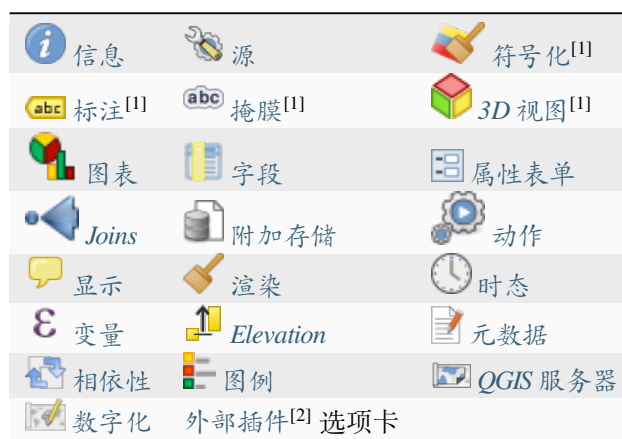 信息 源 符号化[1]
abc 标注[1] abc 掩膜[1] 3D 视图[1]
图表 字段 属性表单
Joins 附加存储 动作
显示 渲染 时态
ε 变量 Elevation 元数据
相依性 图例 QGIS 服务器
数字化 外部插件[2] 选项卡